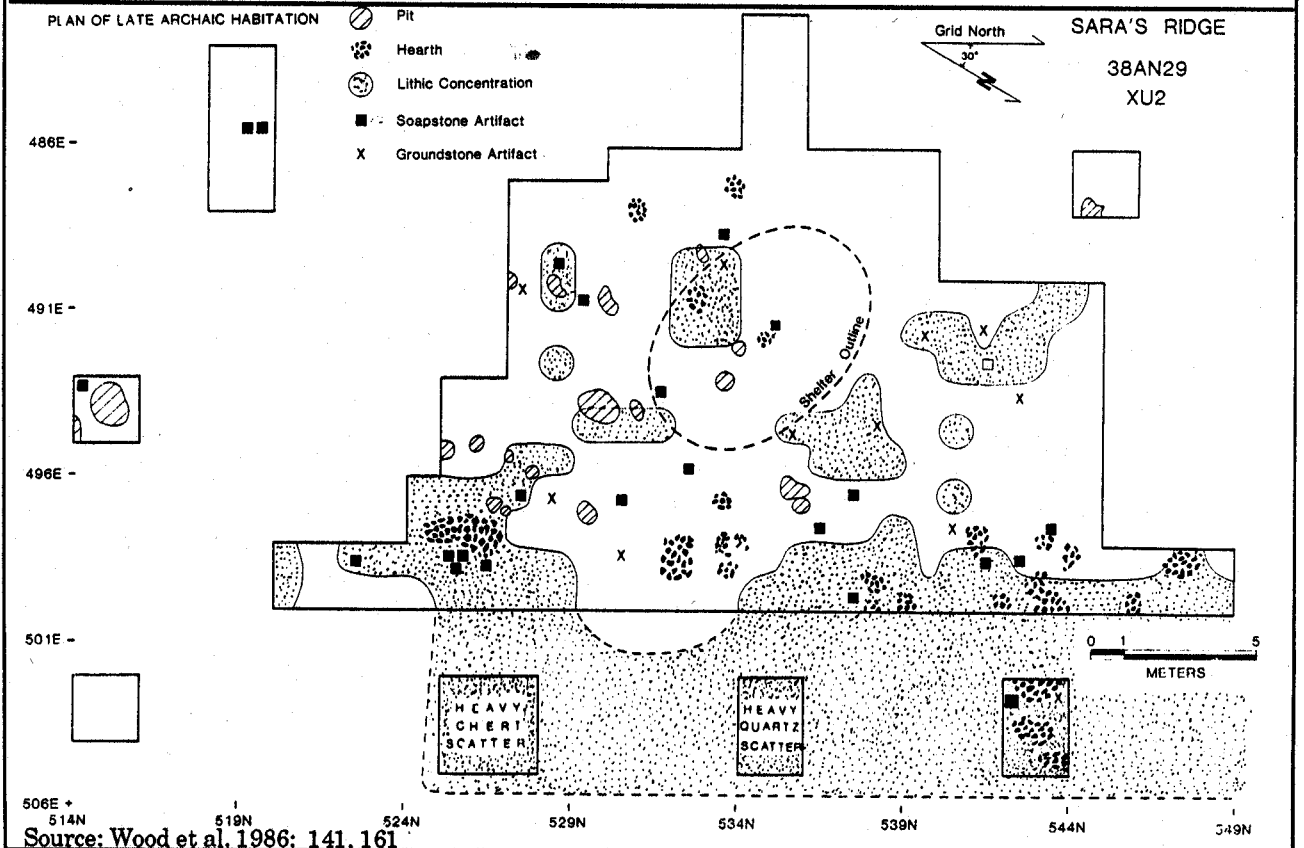 PLAN OF LATE ARCHAIC HABITATION
Pit
Hearth
Lithic Concentration
Soapstone Artifact
X Groundstone Artifact
Grid North
30°
N
SARA'S RIDGE
38AN29
XU2
486E
491E
496E
501E
506E
Shelter Outline
0 1 5
METERS
HEAVY
CHERT
SCATTER
HEAVY
QUARTZ
SCATTER
514N 519N 524N 529N 534N 539N 544N 549N
Source: Wood et al. 1986: 141, 161